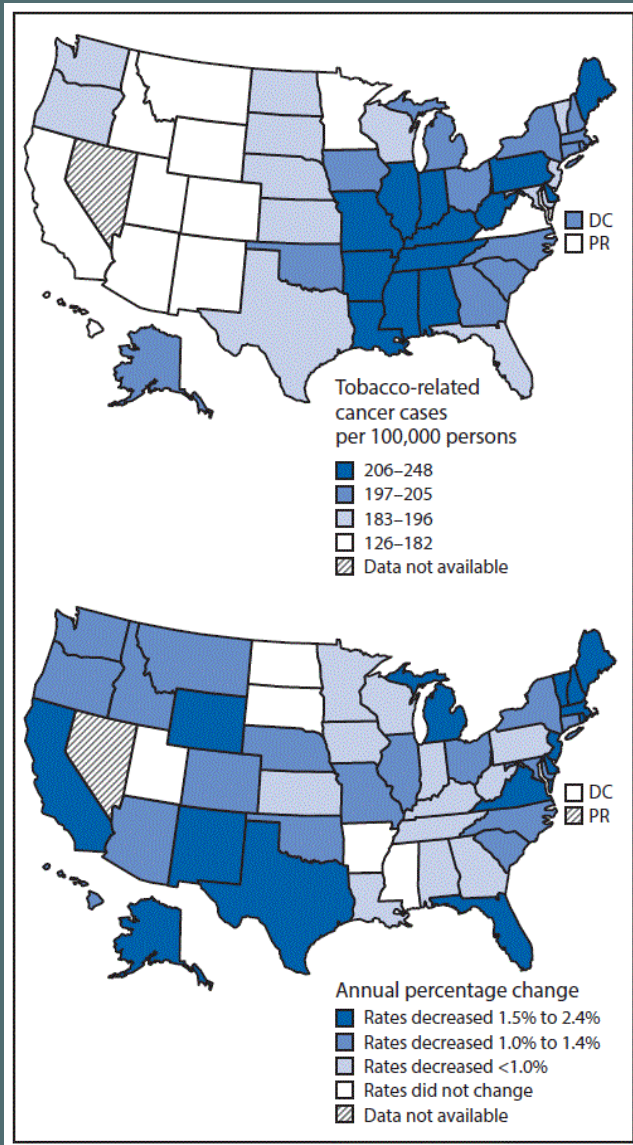 DC
PR
Tobacco-related
cancer cases
per 100,000 persons
206–248
197–205
183–196
126–182
Data not available
DC
PR
Annual percentage change
Rates decreased 1.5% to 2.4%
Rates decreased 1.0% to 1.4%
Rates decreased <1.0%
Rates did not change
Data not available